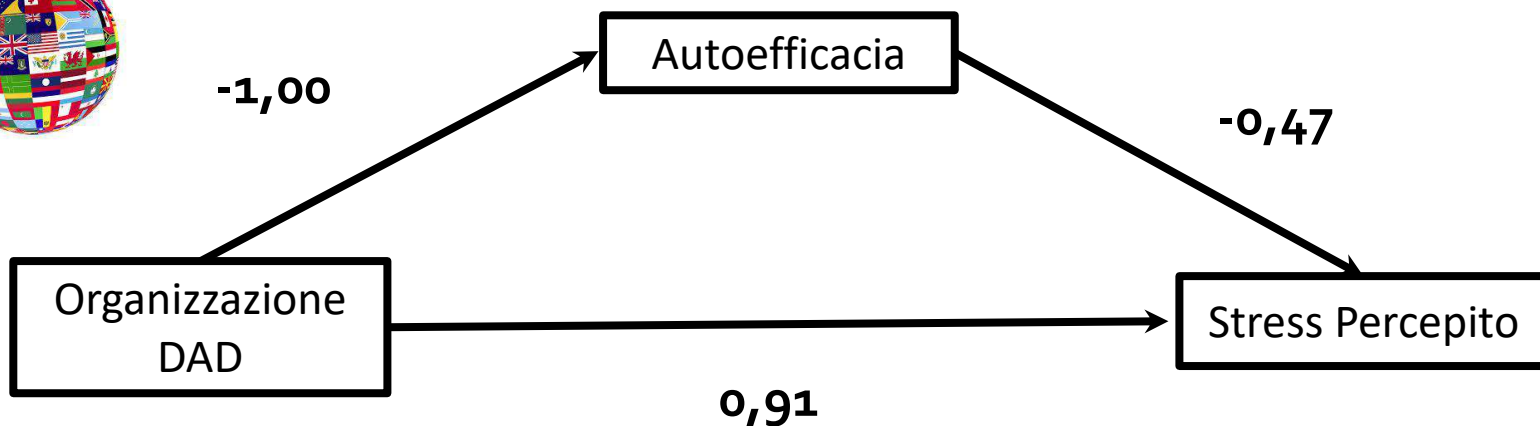 Autoefficacia
-1,00
-0,47
Organizzazione
DAD
Stress Percepito
0,91